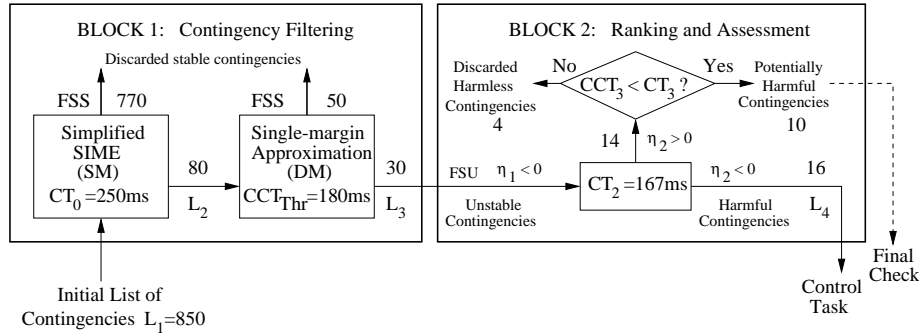 BLOCK 1: Contingency Filtering
Discarded stable contingencies
FSS 770
FSS 50
Simplified
SIME
(SM)
CT0 =250ms
80
L2
Single-margin
Approximation
(DM)
CCTThr=180ms
30
L3
Initial List of
Contingencies L1=850
BLOCK 2: Ranking and Assessment
Discarded
Harmless
Contingencies
4
No
CCT3 < CT3 ?
Yes
Potentially
Harmful
Contingencies
10
14
η2 > 0
FSU η1 < 0
Unstable
Contingencies
CT2 =167ms
η2 < 0
Harmful
Contingencies
16
L4
Control
Task
Final
Check